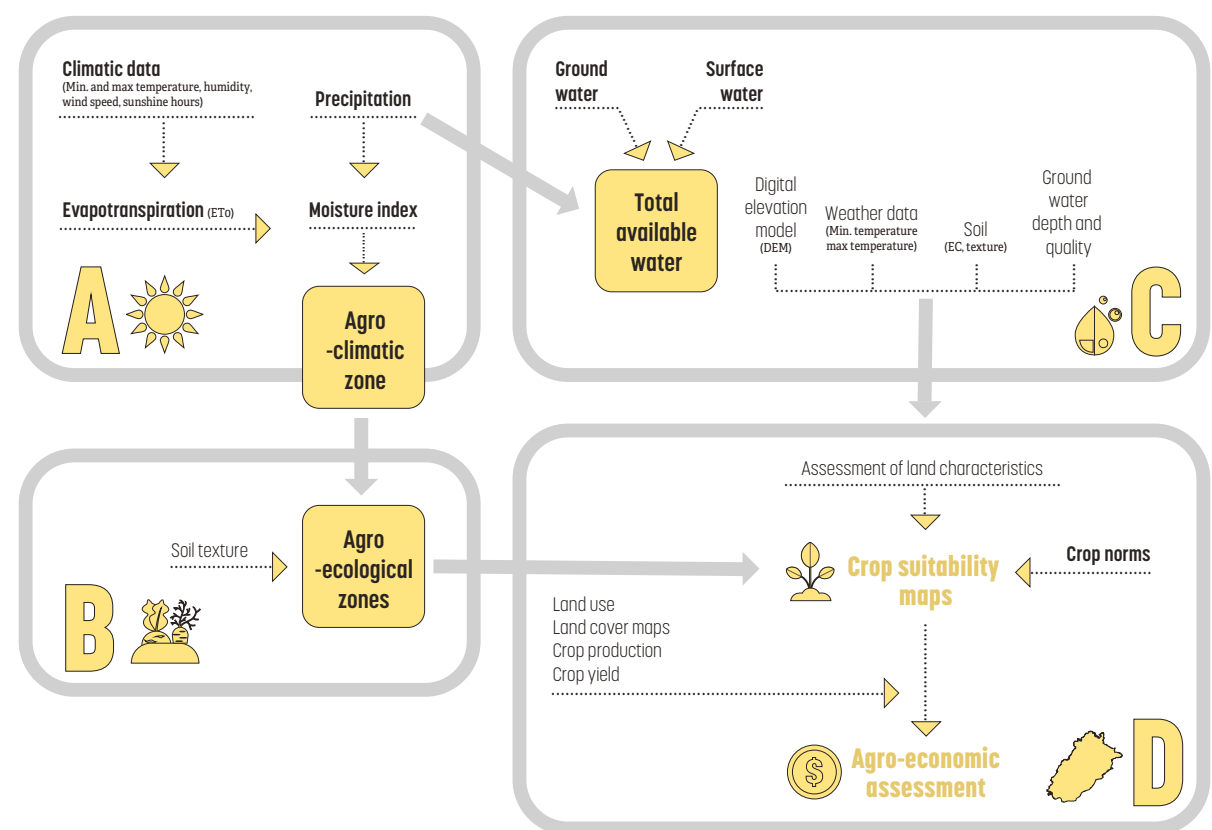 Climatic data
(Min. and max temperature, humidity,
wind speed, sunshine hours)
Precipitation
Evapotranspiration (ETo)
Moisture index
Agro
-climatic
zone
A
Ground
water
Surface
water
Total
available
water
Digital
elevation
model
(DEM)
Weather data
(Min. temperature
max temperature)
Soil
(EC, texture)
Ground
water
depth and
quality
C
Soil texture
Agro
-ecological
zones
B
Assessment of land characteristics
Crop suitability
maps
Crop norms
Land use
Land cover maps
Crop production
Crop yield
$
Agro-economic
assessment
D